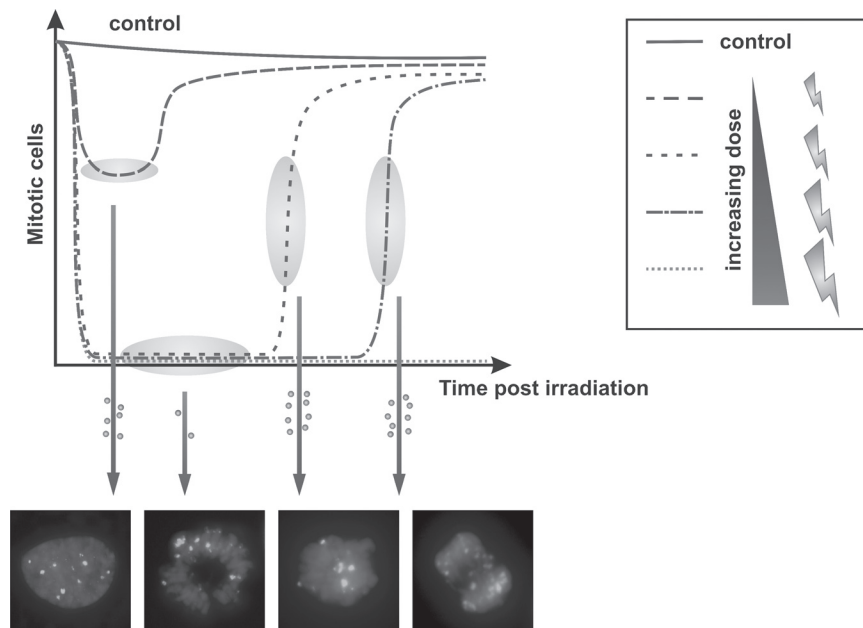 control
Mitotic cells
Time post irradiation
control
increasing dose